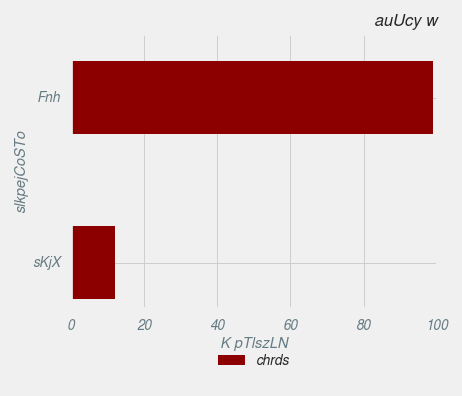 auUcy w
Fnh
sKjX
slkpejCoSTo
0 20 40 60 80 100
K pTlszLN
chrds